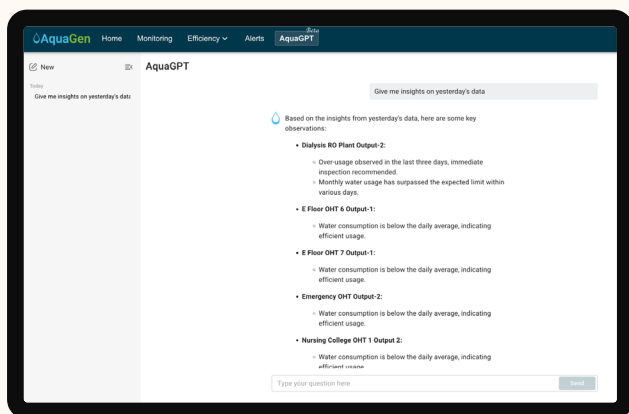 AquaGen Home Monitoring Efficiency Alerts AquaGPT Beta
New
Today
Give me insights on yesterday's data
AquaGPT
Give me insights on yesterday's data
Based on the insights from yesterday's data, here are some key
observations:
• Dialysis RO Plant Output-2:
Over-usage observed in the last three days, immediate
inspection recommended.
Monthly water usage has surpassed the expected limit within
various days.
• E Floor OHT 6 Output-1:
Water consumption is below the daily average, indicating
efficient usage.
• E Floor OHT 7 Output-1:
Water consumption is below the daily average, indicating
efficient usage.
• Emergency OHT Output-2:
Water consumption is below the daily average, indicating
efficient usage.
• Nursing College OHT 1 Output 2:
Water consumption is below the daily average, indicating
efficient usage
Type your question here
Send